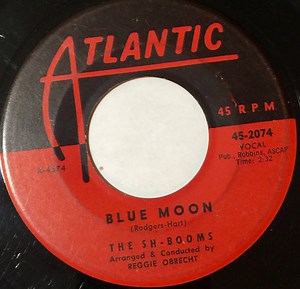 ATLANTIC
45 RPM
45-2074
VOCAL
Pub., Robbins, ASCAP
Time: 2:32
BLUE MOON
(Rodgers-Hart)
THE SH-BOOMS
Arranged & Conducted by
REGGIE OBRECHT